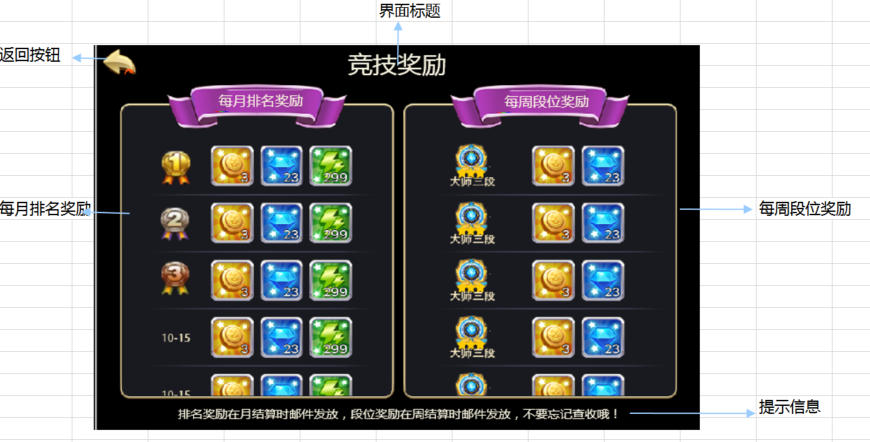 界面标题
返回按钮
竞技奖励
每月排名奖励
每周段位奖励
1
3
23
299
大师三段
3
23
每月排名奖励
2
3
23
299
大师三段
3
23
每周段位奖励
3
3
23
299
大师三段
3
23
10-15
3
23
299
大师三段
3
23
10-15
排名奖励在月结算时邮件发放，段位奖励在周结算时邮件发放，不要忘记查收哦！
提示信息